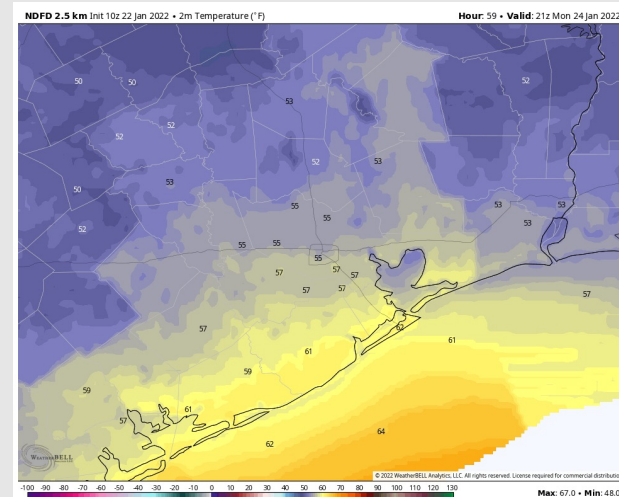 NDFD 2.5 km Init 10z 22 Jan 2022 • 2m Temperature (°F)
Hour: 59 • Valid: 21z Mon 24 Jan 2022
50 50 52
53
52 52
52 53
50 53
52
55 53 53
55 53
55 55
55
57 57 57
57 57 57
57
62
61 61
59
59
61
57
64
62
WEATHERBELL
© 2022 WeatherBELL Analytics, LLC. All rights reserved. License required for commercial distributio
-100 -90 -80 -70 -60 -50 -40 -30 -20 -10 0 10 20 30 40 50 60 70 80 90 100 110 120 130
Max: 67.0 • Min: 48.0